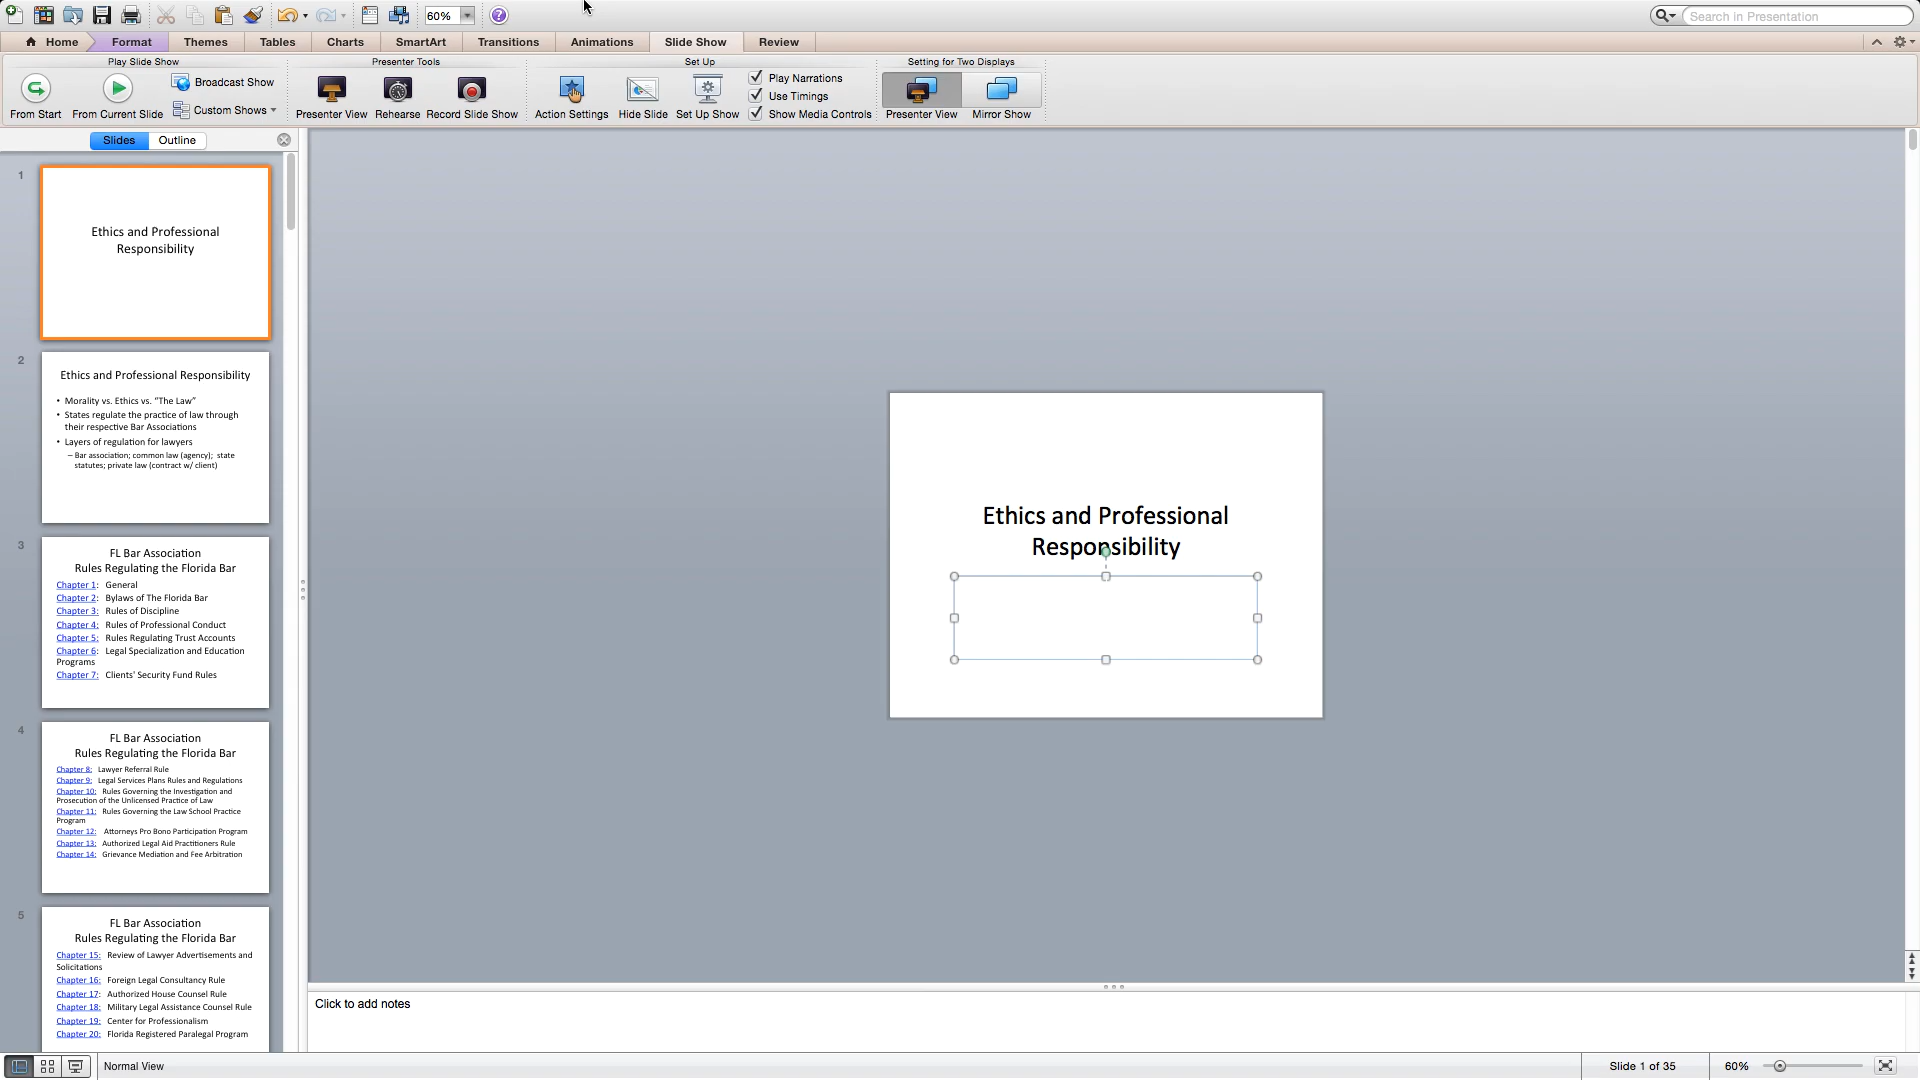 60%
Search in Presentation
Home Format Themes Tables Charts SmartArt Transitions Animations Slide Show Review
Play Slide Show
Presenter Tools
Set Up
Setting for Two Displays
From Start
From Current Slide
Broadcast Show
Custom Shows
Presenter View
Rehearse
Record Slide Show
Action Settings
Hide Slide
Set Up Show
Play Narrations
Use Timings
Show Media Controls
Presenter View
Mirror Show
Slides Outline
1
Ethics and Professional
Responsibility
2
Ethics and Professional Responsibility
• Morality vs. Ethics vs. “The Law”
• States regulate the practice of law through
their respective Bar Associations
• Layers of regulation for lawyers
– Bar association; common law (agency); state
statutes; private law (contract w/ client)
3
FL Bar Association
Rules Regulating the Florida Bar
Chapter 1: General
Chapter 2: Bylaws of The Florida Bar
Chapter 3: Rules of Discipline
Chapter 4: Rules of Professional Conduct
Chapter 5: Rules Regulating Trust Accounts
Chapter 6: Legal Specialization and Education
Programs
Chapter 7: Clients' Security Fund Rules
4
FL Bar Association
Rules Regulating the Florida Bar
Chapter 8: Lawyer Referral Rule
Chapter 9: Legal Services Plans Rules and Regulations
Chapter 10: Rules Governing the Investigation and
Prosecution of the Unlicensed Practice of Law
Chapter 11: Rules Governing the Law School Practice
Program
Chapter 12: Attorneys Pro Bono Participation Program
Chapter 13: Authorized Legal Aid Practitioners Rule
Chapter 14: Grievance Mediation and Fee Arbitration
5
FL Bar Association
Rules Regulating the Florida Bar
Chapter 15: Review of Lawyer Advertisements and
Solicitations
Chapter 16: Foreign Legal Consultancy Rule
Chapter 17: Authorized House Counsel Rule
Chapter 18: Military Legal Assistance Counsel Rule
Chapter 19: Center for Professionalism
Chapter 20: Florida Registered Paralegal Program
Ethics and Professional
Responsibility
Click to add notes
Normal View
Slide 1 of 35
60%